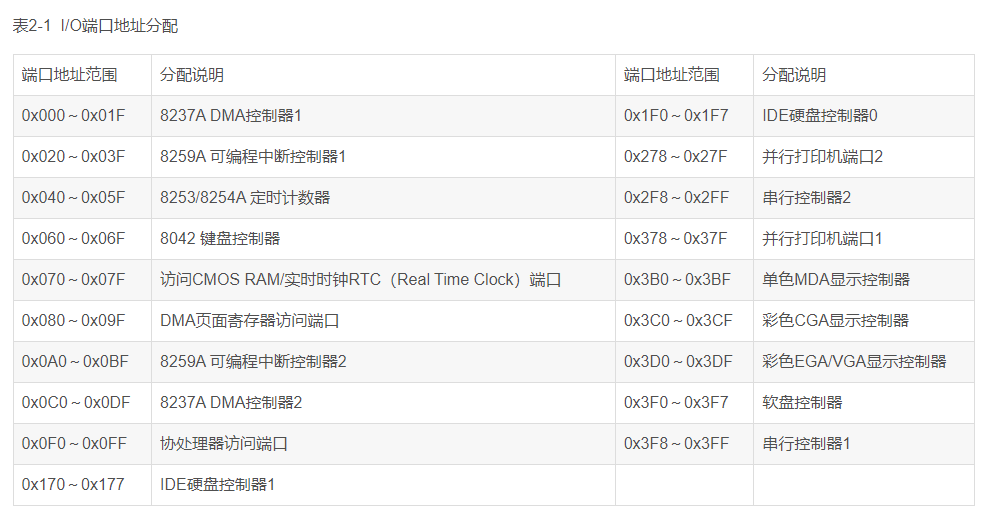 表2-1 I/O端口地址分配
端口地址范围 分配说明 端口地址范围 分配说明
0x000～0x01F 8237A DMA控制器1 0x1F0～0x1F7 IDE硬盘控制器0
0x020～0x03F 8259A 可编程中断控制器1 0x278～0x27F 并行打印机端口2
0x040～0x05F 8253/8254A 定时计数器 0x2F8～0x2FF 串行控制器2
0x060～0x06F 8042 键盘控制器 0x378～0x37F 并行打印机端口1
0x070～0x07F 访问CMOS RAM/实时时钟RTC（Real Time Clock）端口 0x3B0～0x3BF 单色MDA显示控制器
0x080～0x09F DMA页面寄存器访问端口 0x3C0～0x3CF 彩色CGA显示控制器
0x0A0～0x0BF 8259A 可编程中断控制器2 0x3D0～0x3DF 彩色EGA/VGA显示控制器
0x0C0～0x0DF 8237A DMA控制器2 0x3F0～0x3F7 软盘控制器
0x0F0～0x0FF 协处理器访问端口 0x3F8～0x3FF 串行控制器1
0x170～0x177 IDE硬盘控制器1